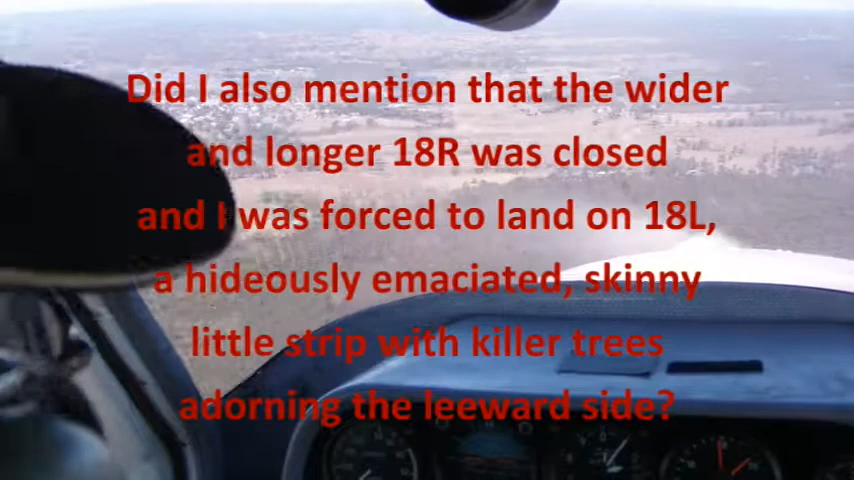 Did I also mention that the wider
and longer 18R was closed
and I was forced to land on 18L,
a hideously emaciated, skinny
little strip with killer trees
adorning the leeward side?